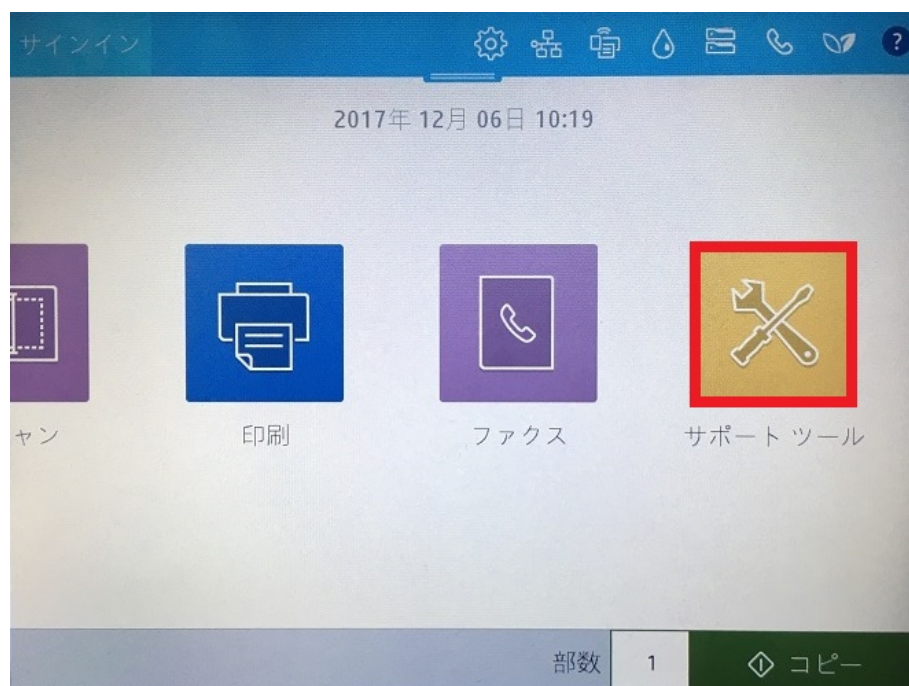 サインイン
?
2017年 12月 06日 10:19
ャン
印刷
ファクス
サポート ツール
部数
1
コピー